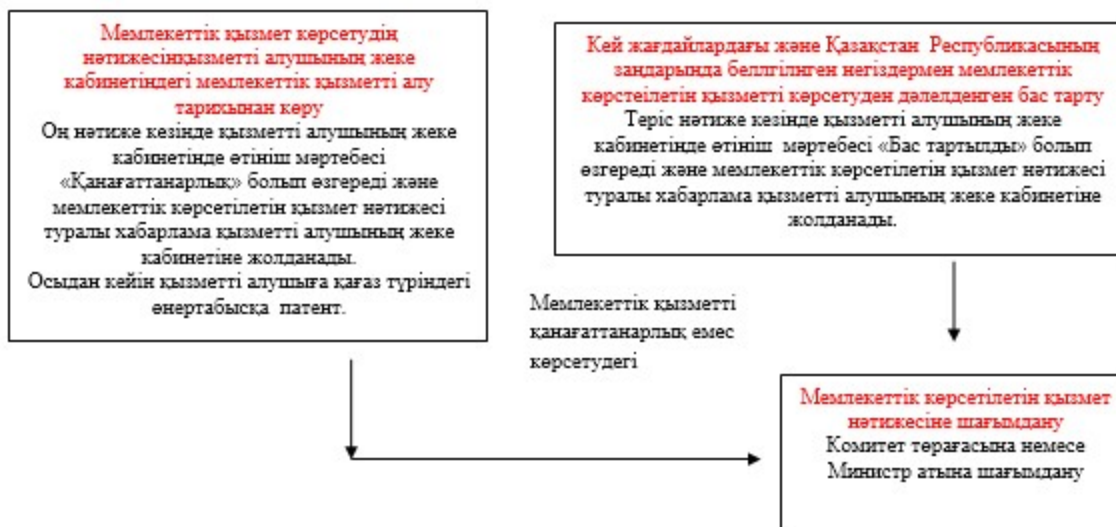 Мемлекеттік қызмет көрсетудің
нәтижесінқызметті алушының жеке
кабинетіндегі мемлекеттік қызметті алу
тарихынан көру
Оң нәтиже кезінде қызметті алушының жеке
кабинетінде өтініш мәртебесі
«Қанағаттанарлық» болып өзгереді және
мемлекеттік көрсетілетін қызмет нәтижесі
туралы хабарлама қызметті алушының жеке
кабинетіне жолданады.
Осыдан кейін қызметті алушыға қағаз түріндегі
өнертабысқа патент.
Кей жағдайлардағы және Қазақстан Республикасының
заңдарында беллгілнген негіздермен мемлекеттік
көрстеілетін қызметті көрсетуден дәлелденген бас тарту
Теріс нәтиже кезінде қызметті алушының жеке
кабинетінде өтініш мәртебесі «Бас тартылды» болып
өзгереді және мемлекеттік көрсетілетін қызмет нәтижесі
туралы хабарлама қызметті алушының жеке кабинетіне
жолданады.
Мемлекеттік қызметті
қанағаттанарлық емес
көрсетудегі
Мемлекеттік көрсетілетін қызмет
нәтижесіне шағымдану
Комитет төрағасына немесе
Министр атына шағымдану